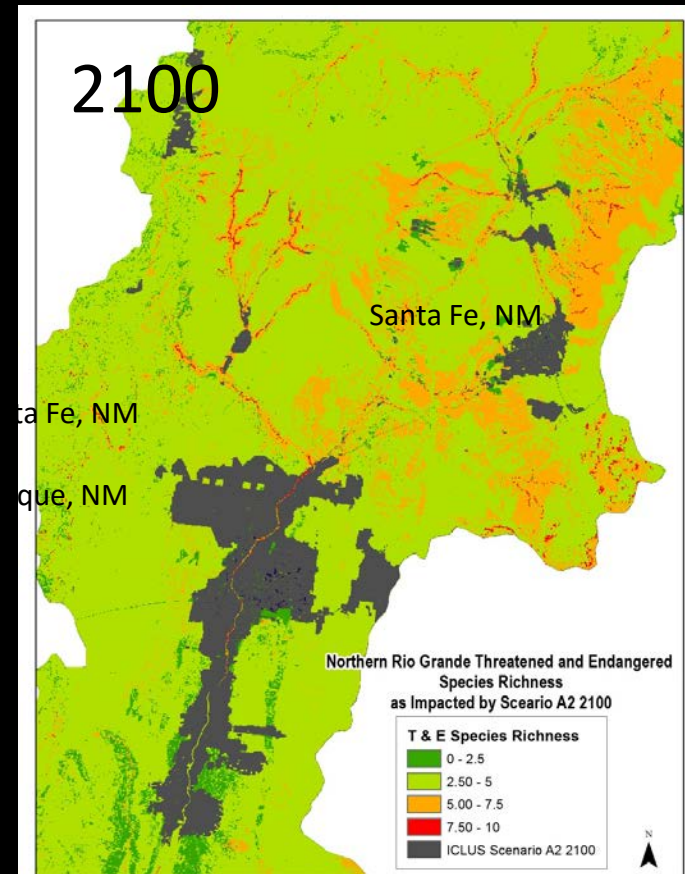 2100
Santa Fe, NM
ta Fe, NM
que, NM
Northern Rio Grande Threatened and Endangered
Species Richness
as Impacted by Sceario A2 2100
T & E Species Richness
0 - 2.5
2.50 - 5
5.00 - 7.5
7.50 - 10
ICLUS Scenario A2 2100
N